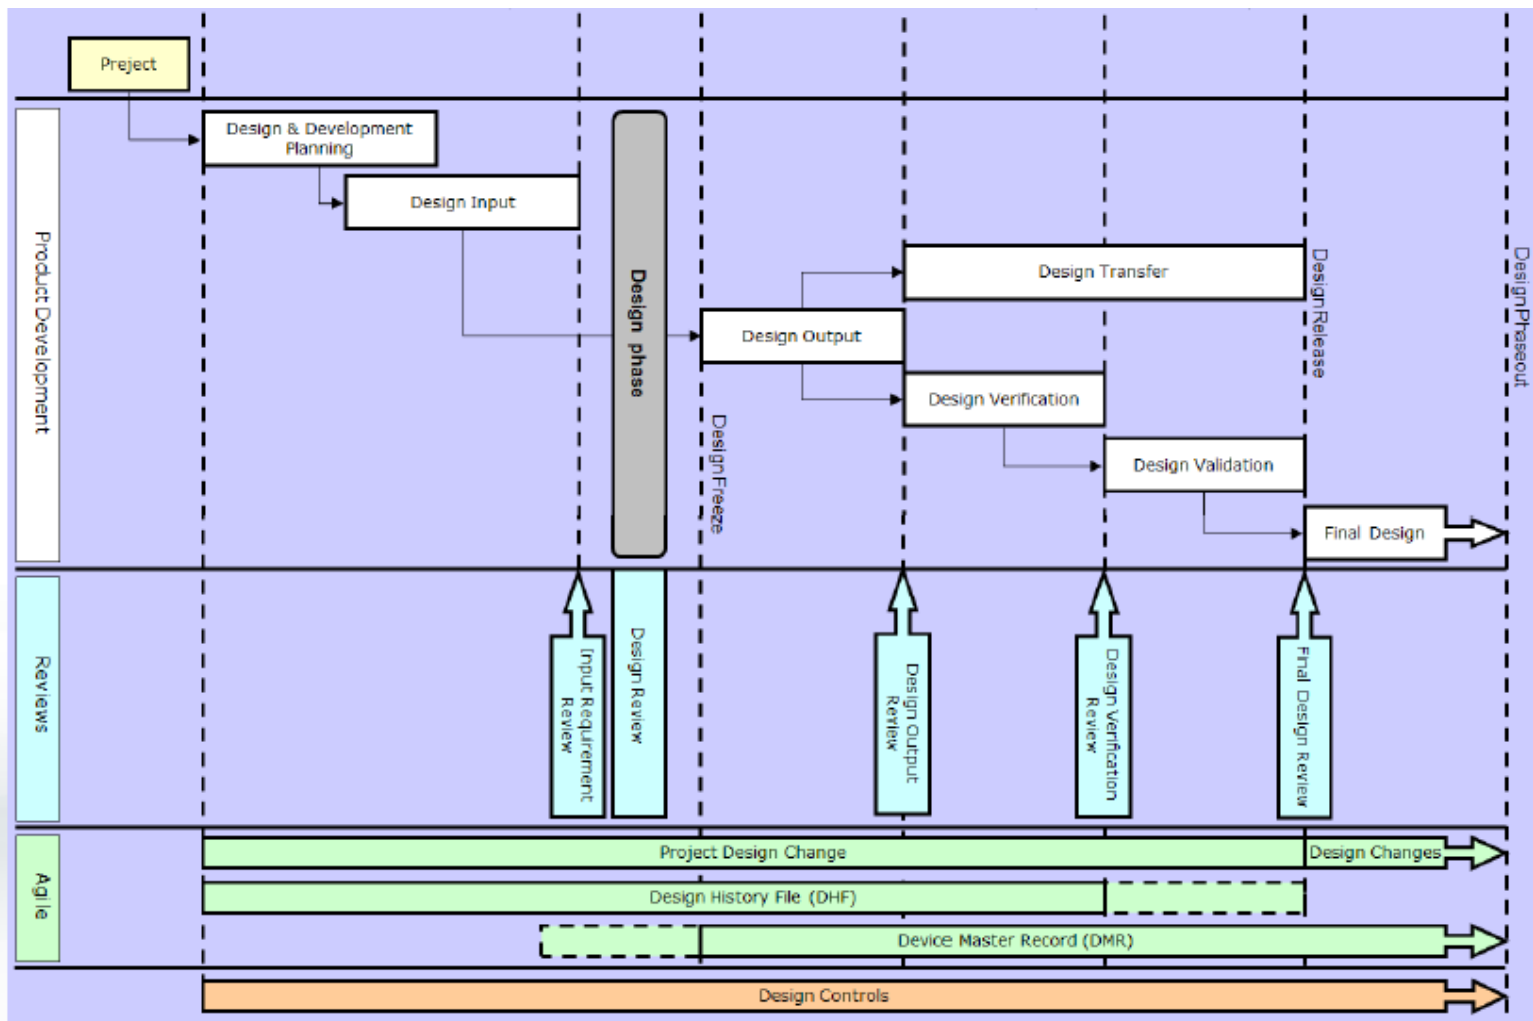 Preject
Product Development
Design & Development
Planning
Design Input
Design phase
Design Transfer
Design Output
Design Verification
Design Validation
Final Design
DesignFreeze
DesignRelease
DesignPhaseout
Reviews
Input Requirement
Review
Design Review
Design Output
Review
Design Verification
Review
Final Design Review
Agile
Project Design Change
Design Changes
Design History File (DHF)
Device Master Record (DMR)
Design Controls